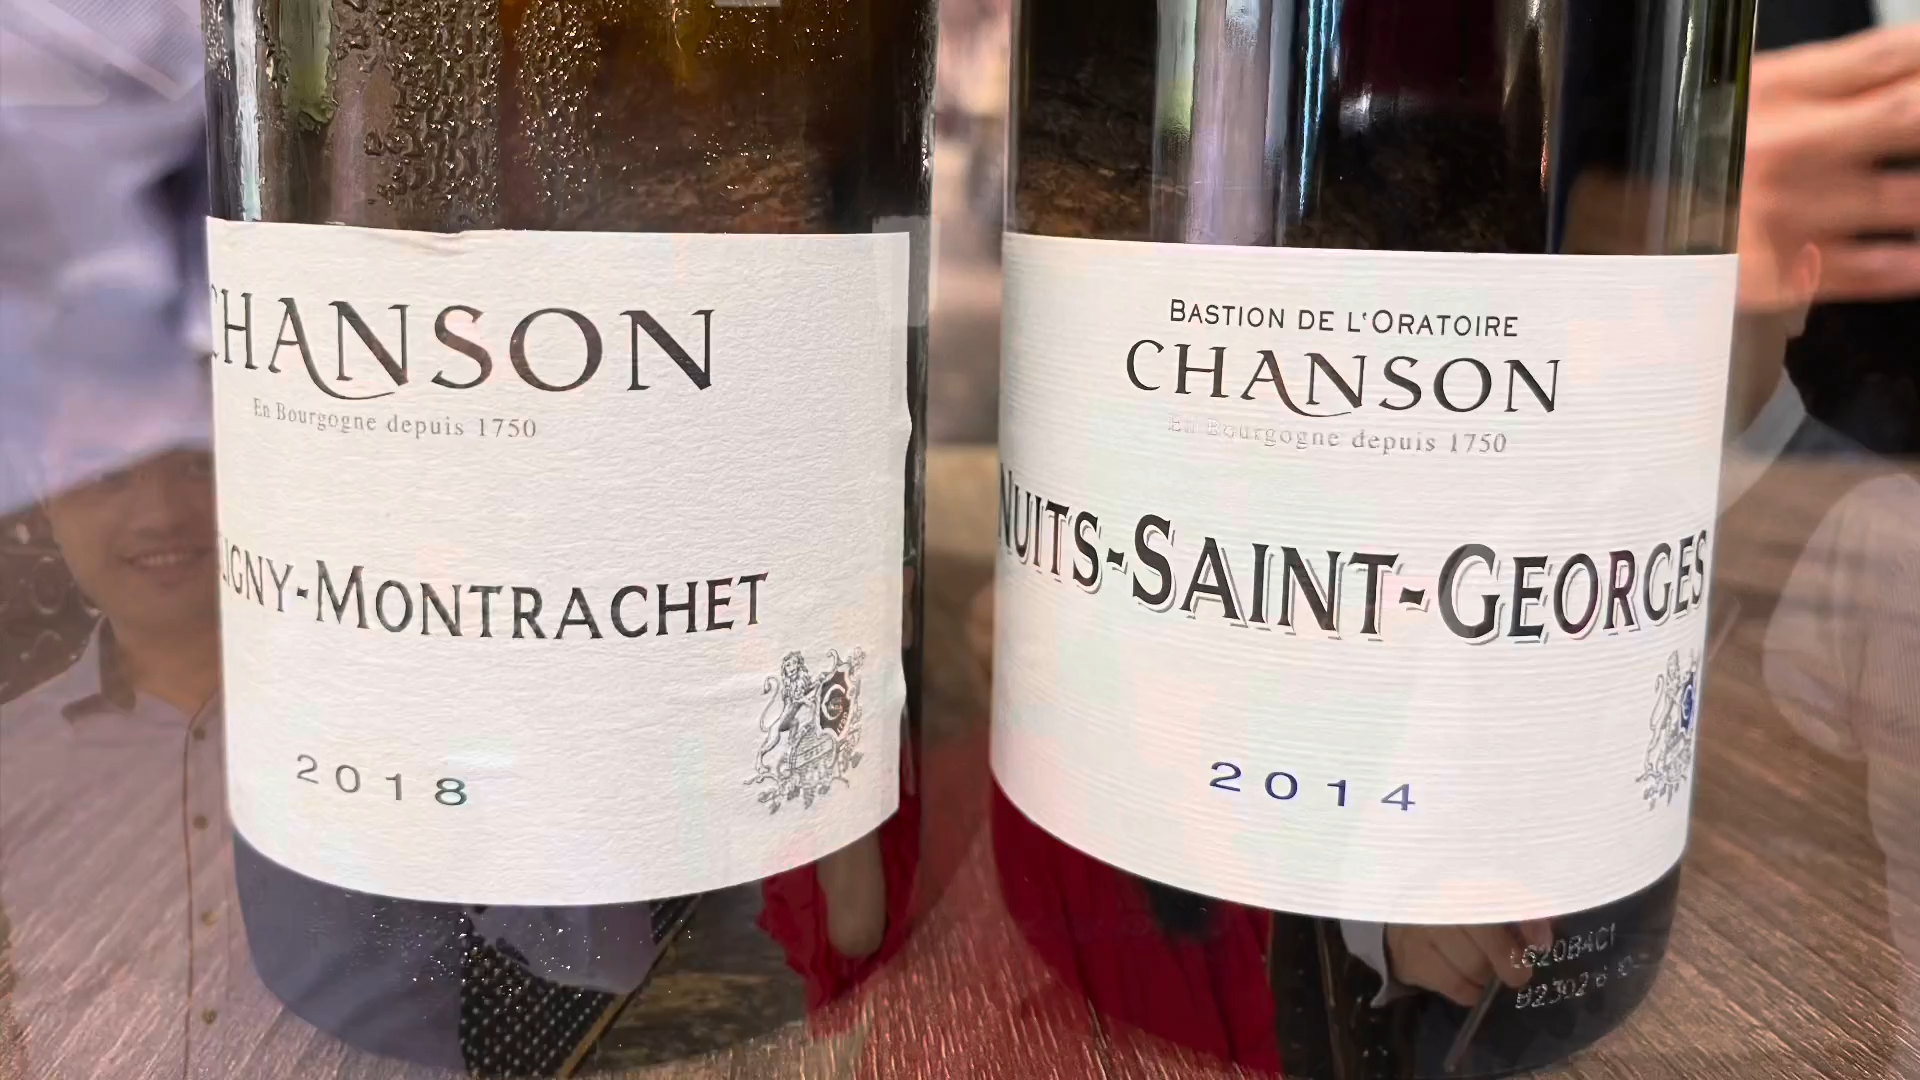 CHANSON
En Bourgogne depuis 1750
LIGNY-MONTRACHET
2018
BASTION DE L'ORATOIRE
CHANSON
En Bourgogne depuis 1750
NUITS-SAINT-GEORGES
2014